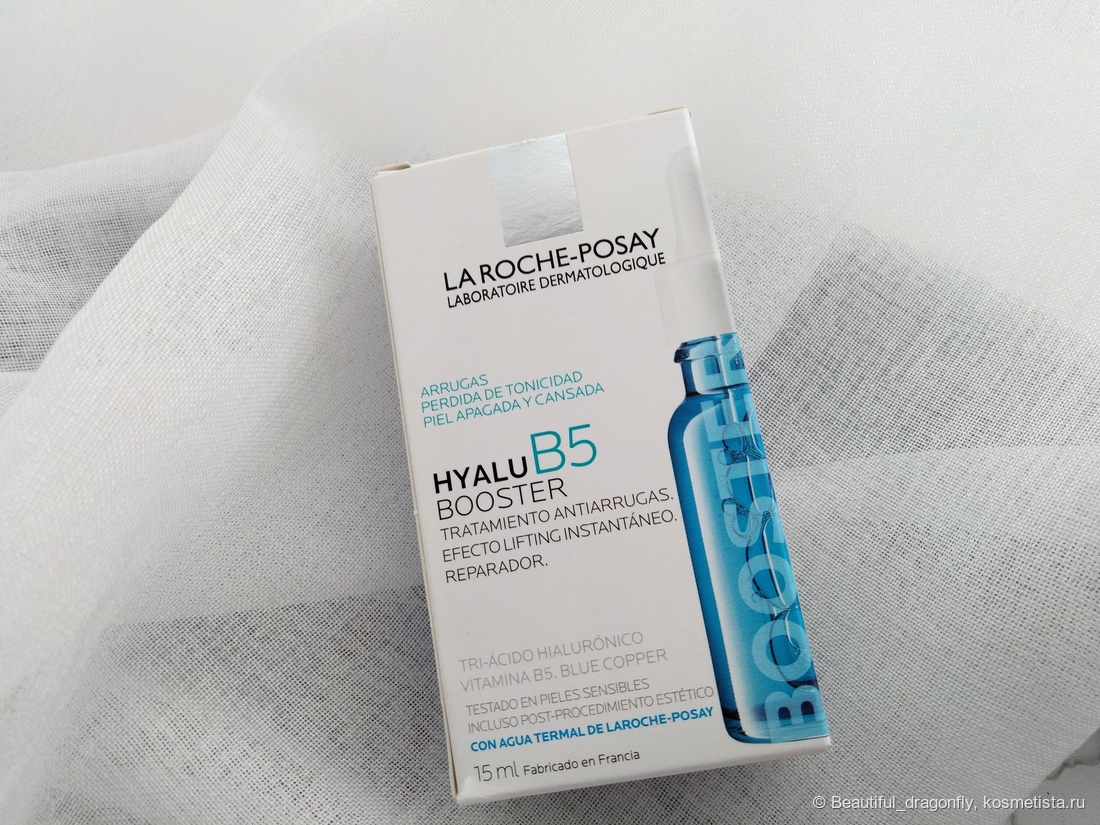 LA ROCHE-POSAY
LABORATOIRE DERMATOLOGIQUE
ARRUGAS
PERDIDA DE TONICIDAD
PIEL APAGADA Y CANSADA
HYALU B5
BOOSTER
TRATAMIENTO ANTIARRUGAS.
EFECTO LIFTING INSTANTÁNEO.
REPARADOR.
TRI-ÁCIDO HIALURÓNICO
VITAMINA B5. BLUE COPPER
TESTADO EN PIELES SENSIBLES
INCLUSO POST-PROCEDIMIENTO ESTÉTICO
CON AGUA TERMAL DE LAROCHE-POSAY
15 ml Fabricado en Francia
BOOSTER
© Beautiful_dragonfly, kosmetista.ru